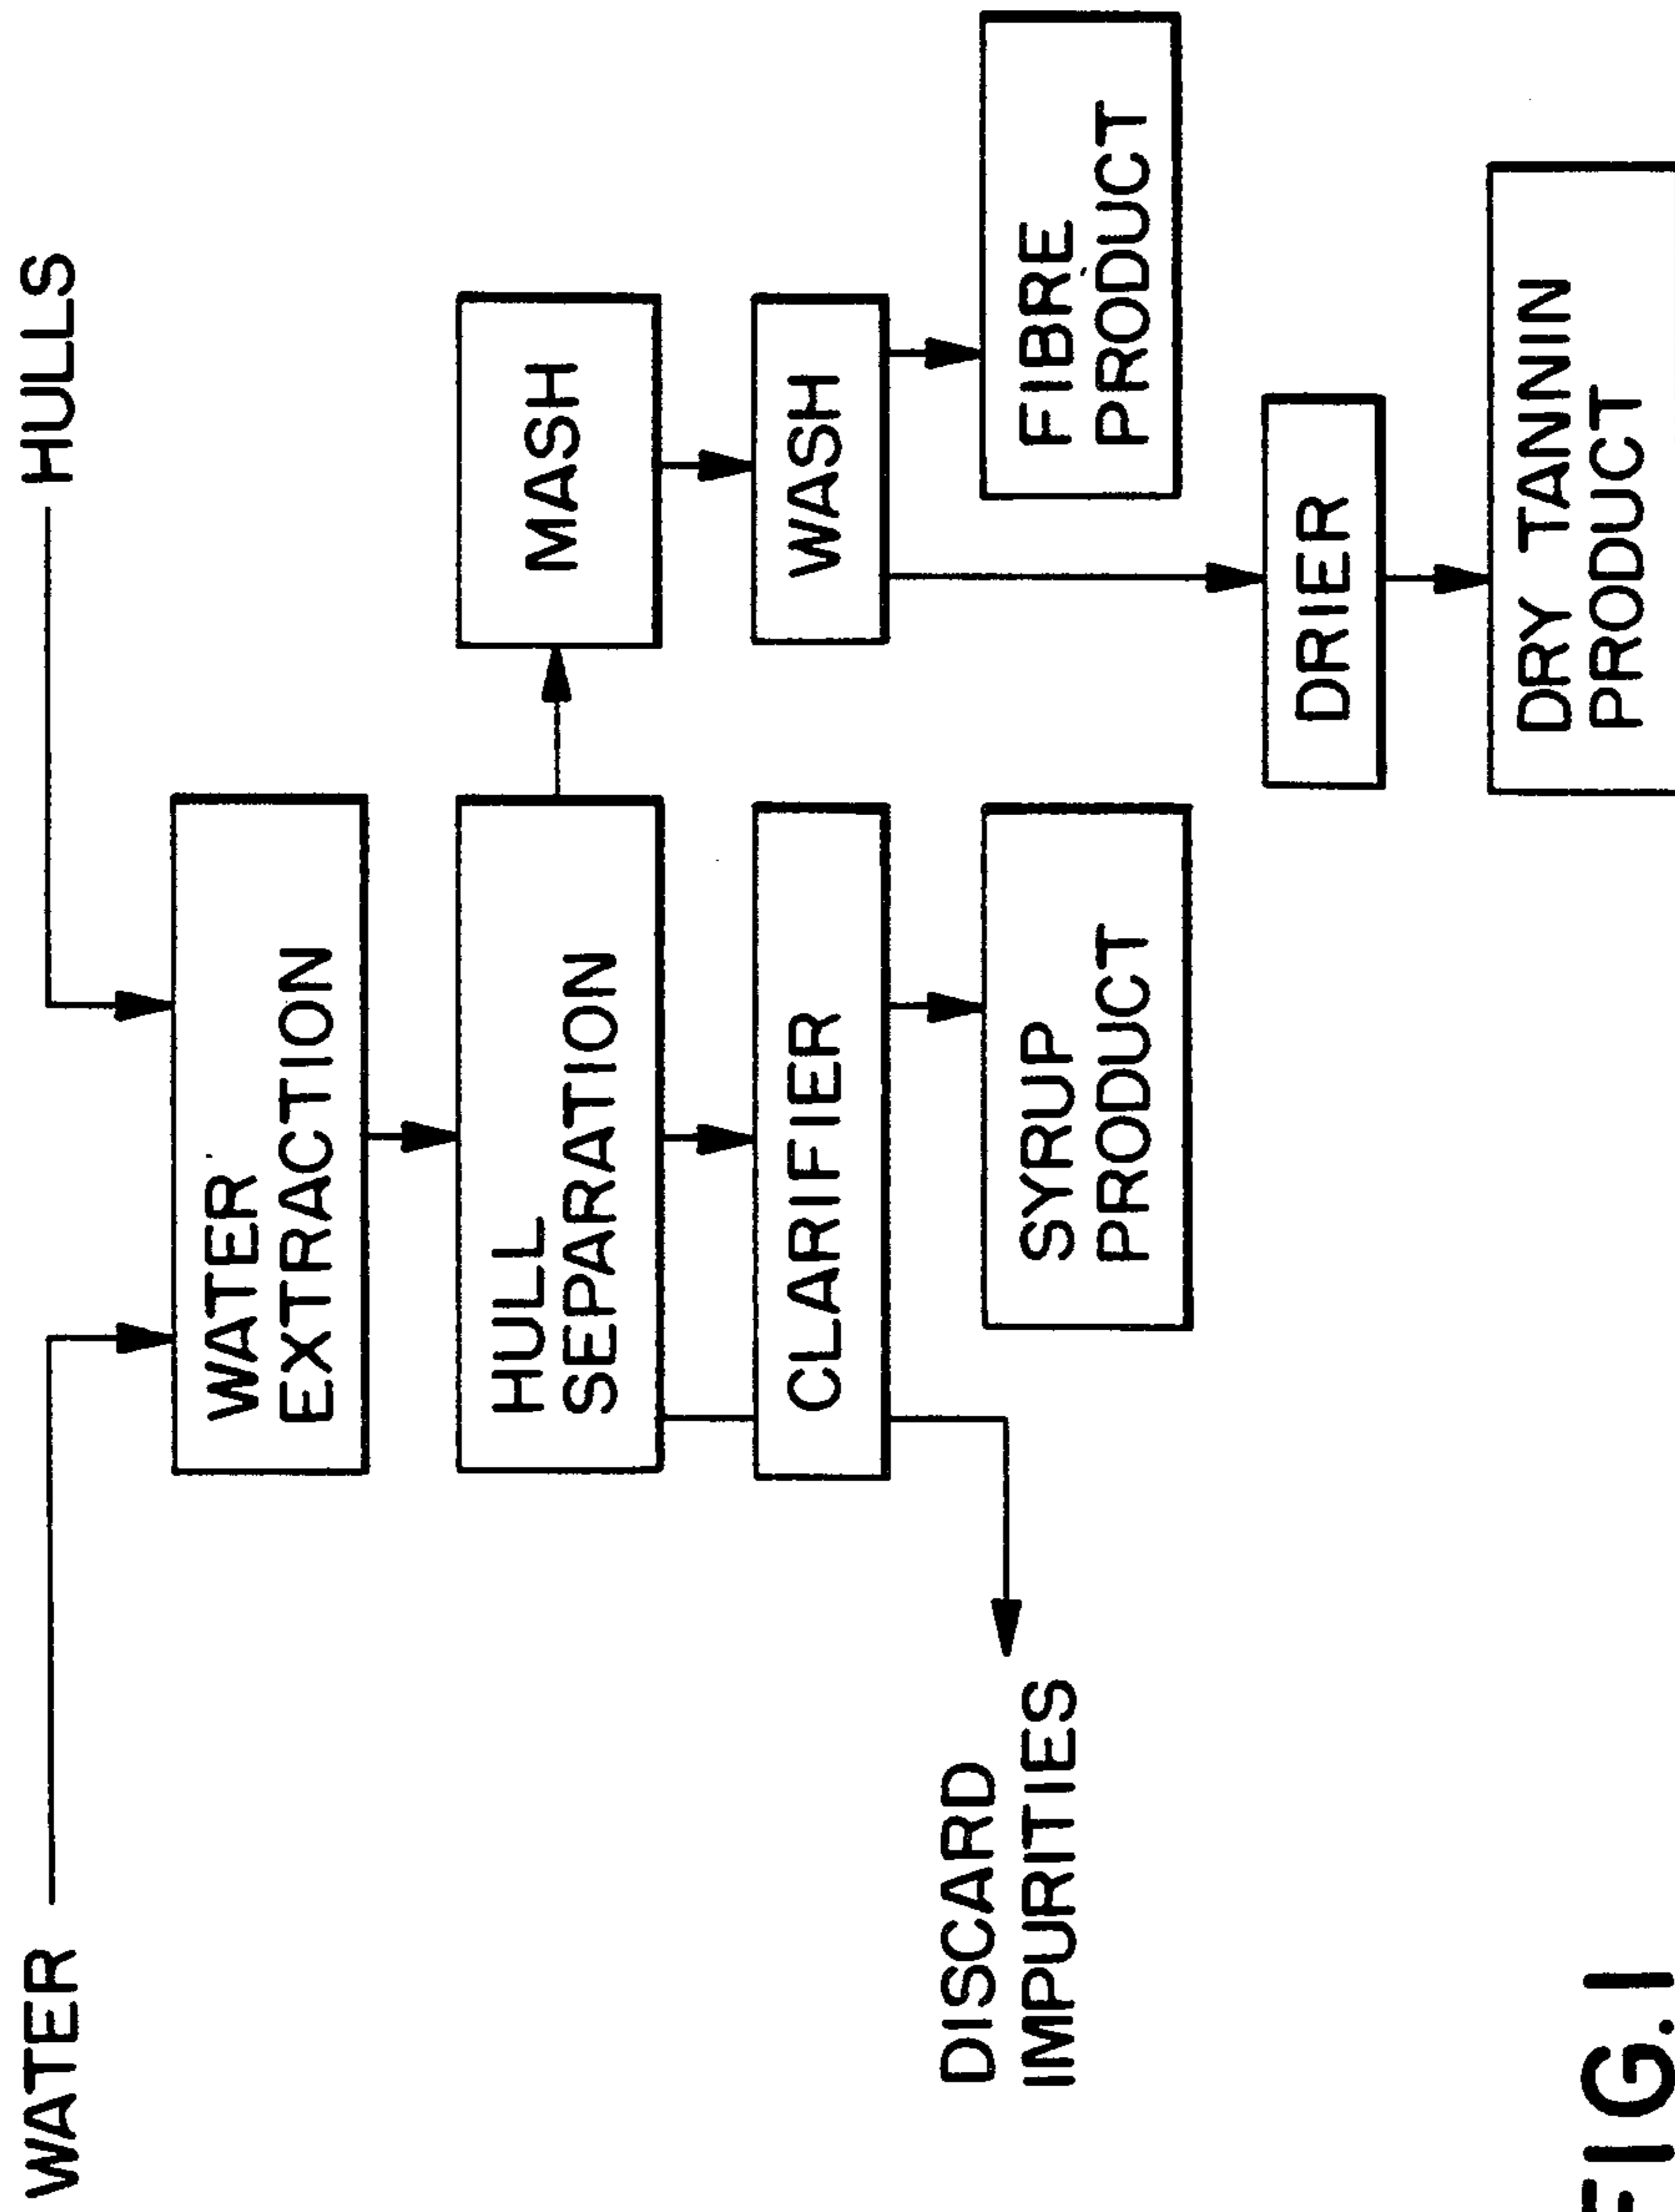 WATER
HULLS
WATER
EXTRACTION
HULL
SEPARATION
MASH
CLARIFIER
WASH
DISCARD
IMPURITIES
SYRUP
PRODUCT
FIBRE
PRODUCT
DRIER
DRY TANNIN
PRODUCT
FIG. 1